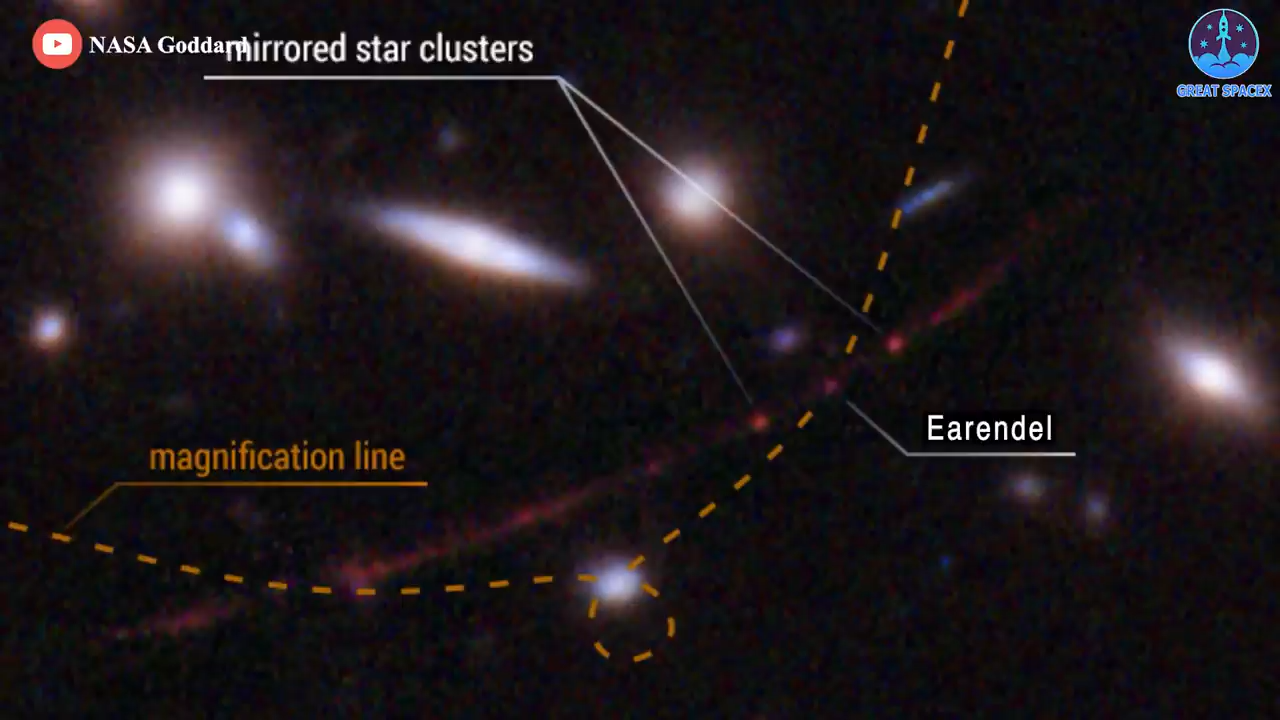 NASA Goddard
mirrored star clusters
GREAT SPACEX
Earendel
magnification line